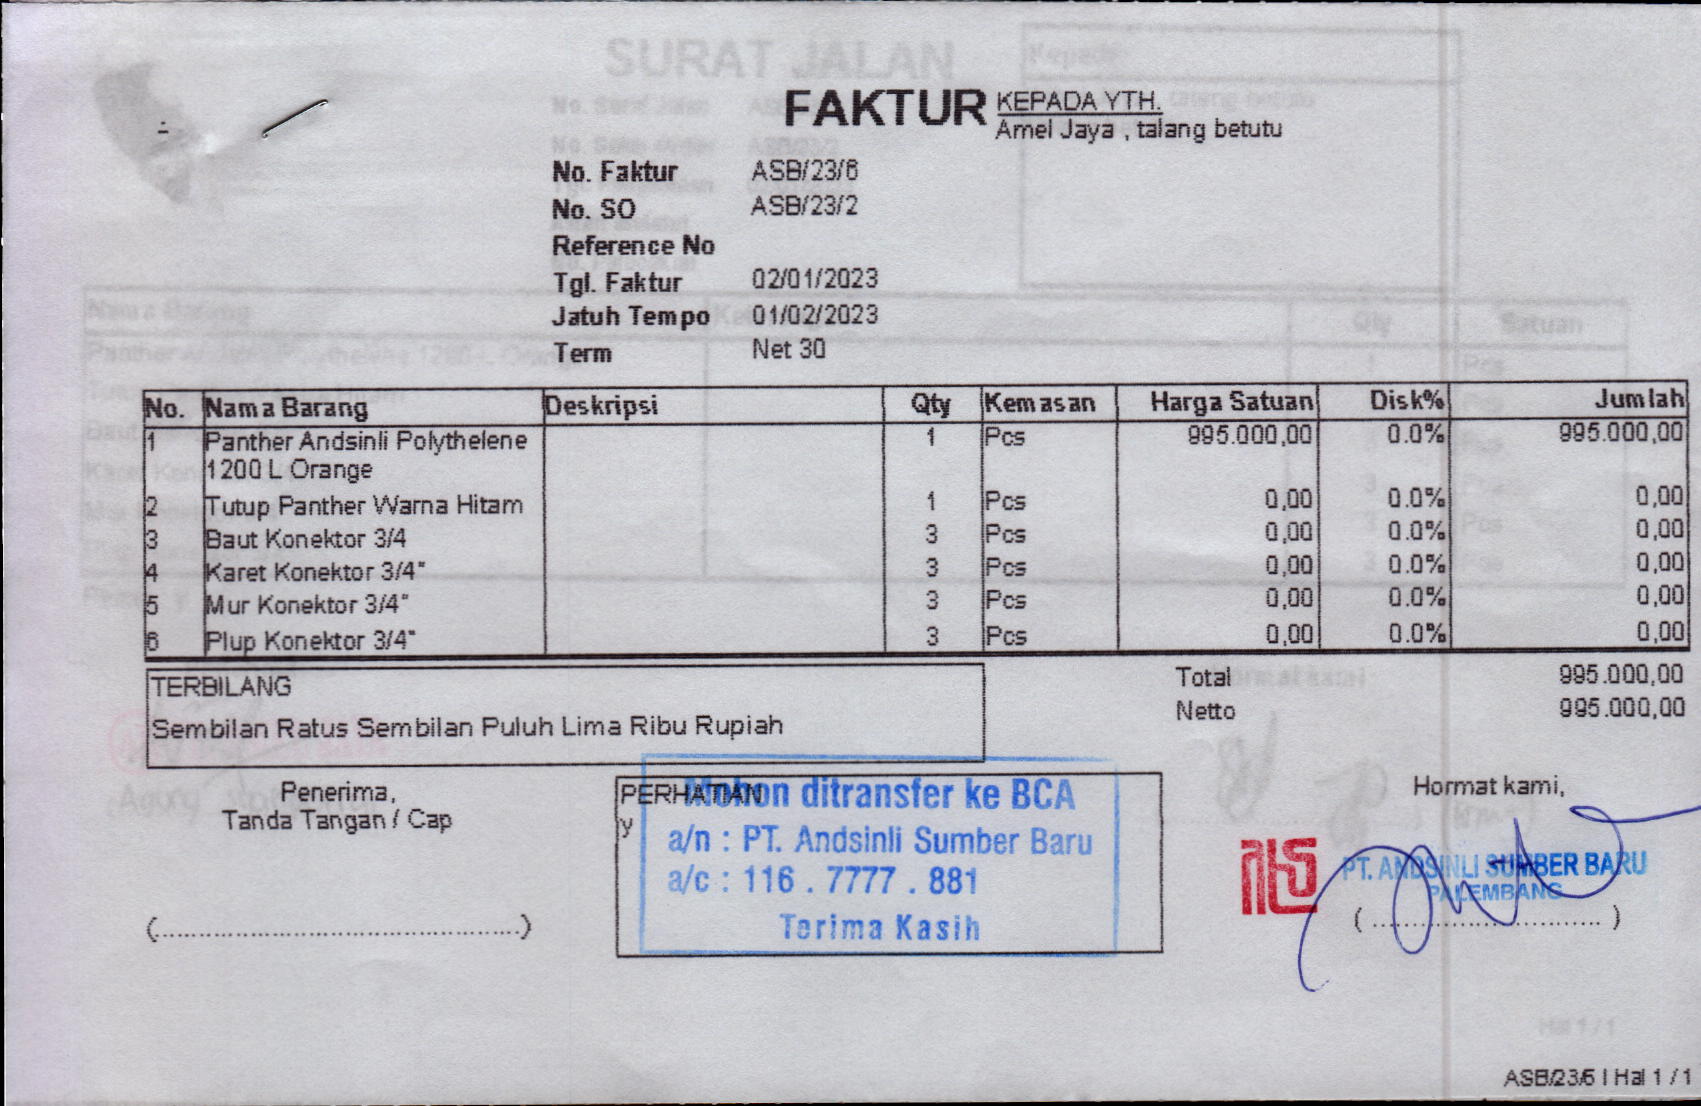 SURAT JALAN
FAKTUR
KEPADA YTH.
Amel Jaya , talang betutu
No. Faktur ASB/23/6
No. SO ASB/23/2
Reference No
Tgl. Faktur 02/01/2023
Jatuh Tempo 01/02/2023
Term Net 30
No. Nama Barang Deskripsi Qty Kemasan Harga Satuan Disk% Jumlah
1 Panther Andsinli Polythelene 1 Pcs 995.000,00 0.0% 995.000,00
1200 L Orange
2 Tutup Panther Warna Hitam 1 Pcs 0,00 0.0% 0,00
3 Baut Konektor 3/4 3 Pcs 0,00 0.0% 0,00
4 Karet Konektor 3/4" 3 Pcs 0,00 0.0% 0,00
5 Mur Konektor 3/4" 3 Pcs 0,00 0.0% 0,00
6 Plup Konektor 3/4" 3 Pcs 0,00 0.0% 0,00
TERBILANG
Sembilan Ratus Sembilan Puluh Lima Ribu Rupiah
Total 995.000,00
Netto 995.000,00
Penerima,
Tanda Tangan / Cap
(..............................................)
PERHATIAN
y
Mohon ditransfer ke BCA
a/n : PT. Andsinli Sumber Baru
a/c : 116 . 7777 . 881
Terima Kasih
Hormat kami,
PT. ANDSINLI SUMBER BARU
PALEMBANG
( ............................. )
Hal 1 / 1